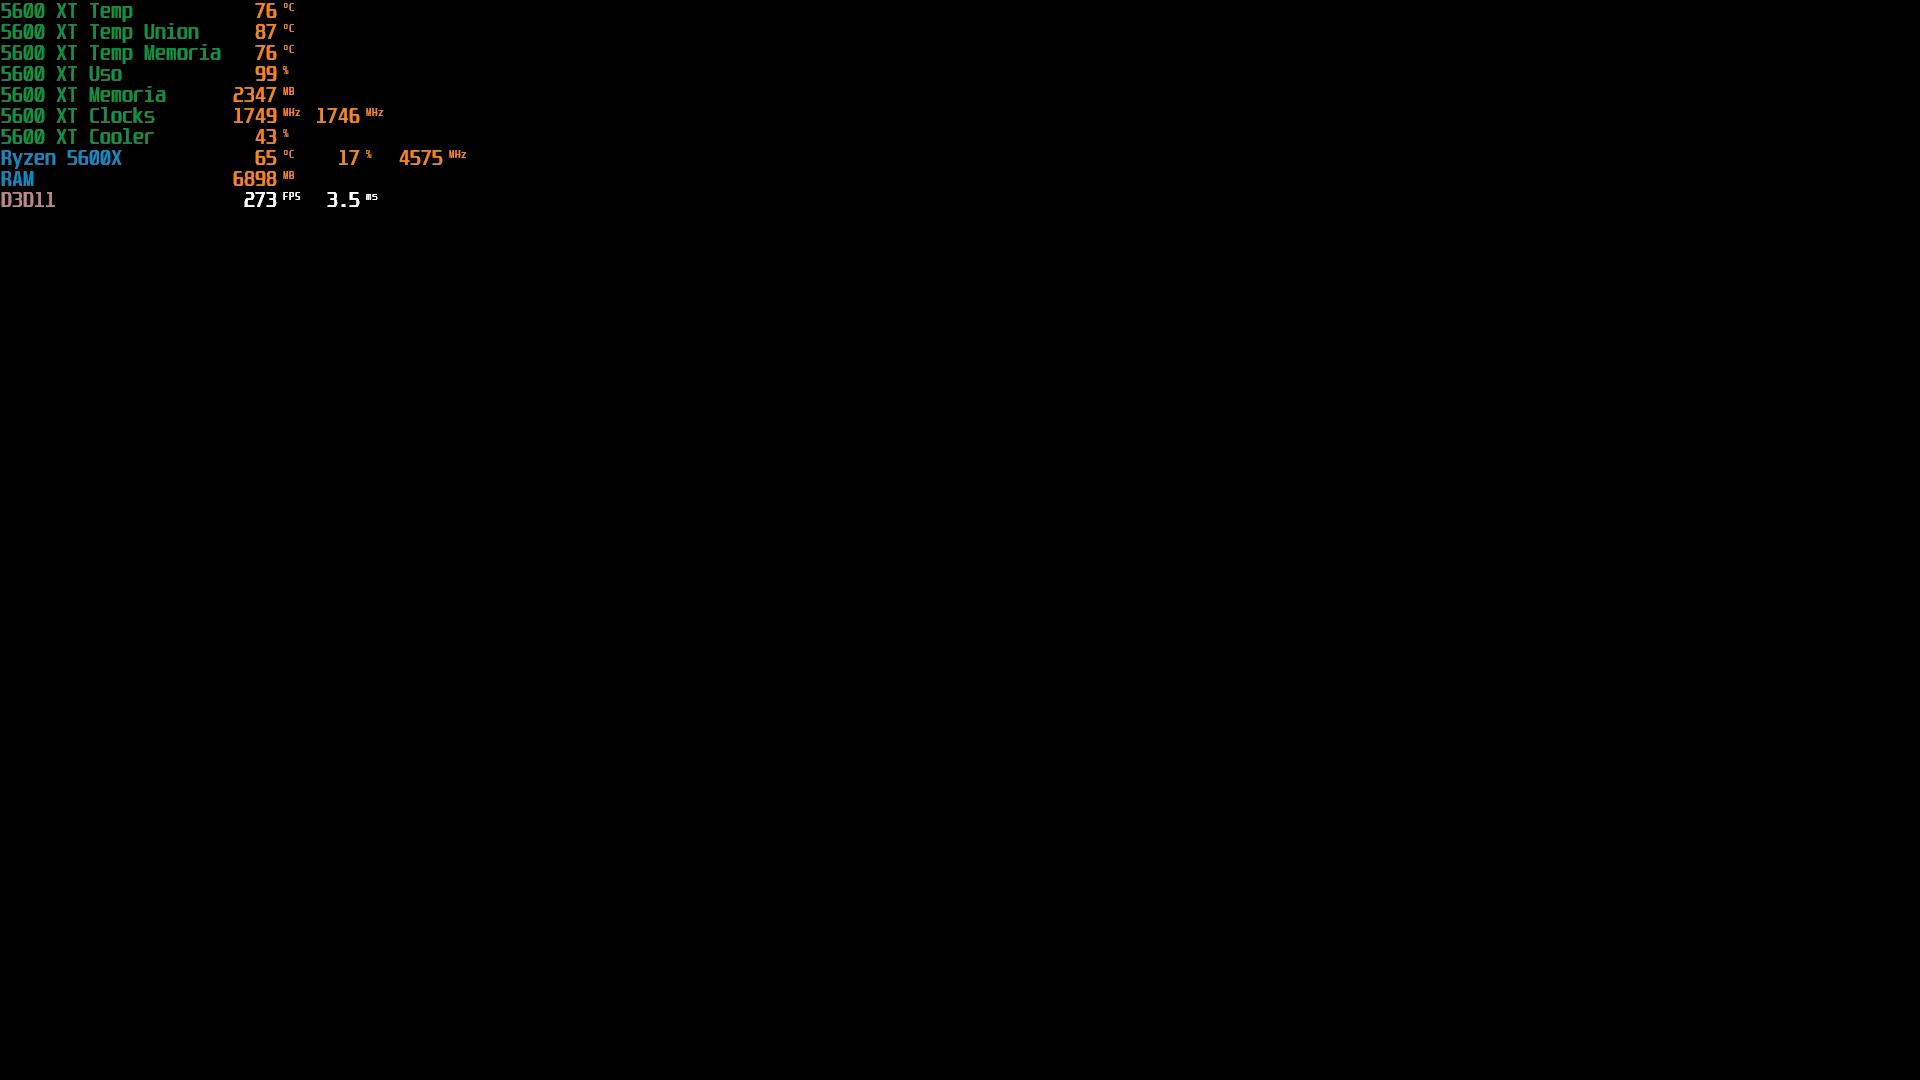 5600 XT Temp 76 °C
5600 XT Temp Union 87 °C
5600 XT Temp Memoria 76 °C
5600 XT Uso 99 %
5600 XT Memoria 2347 MB
5600 XT Clocks 1749 MHz 1746 MHz
5600 XT Cooler 43 %
Ryzen 5600X 65 °C 17 % 4575 MHz
RAM 6898 MB
D3D11 273 FPS 3.5 ms